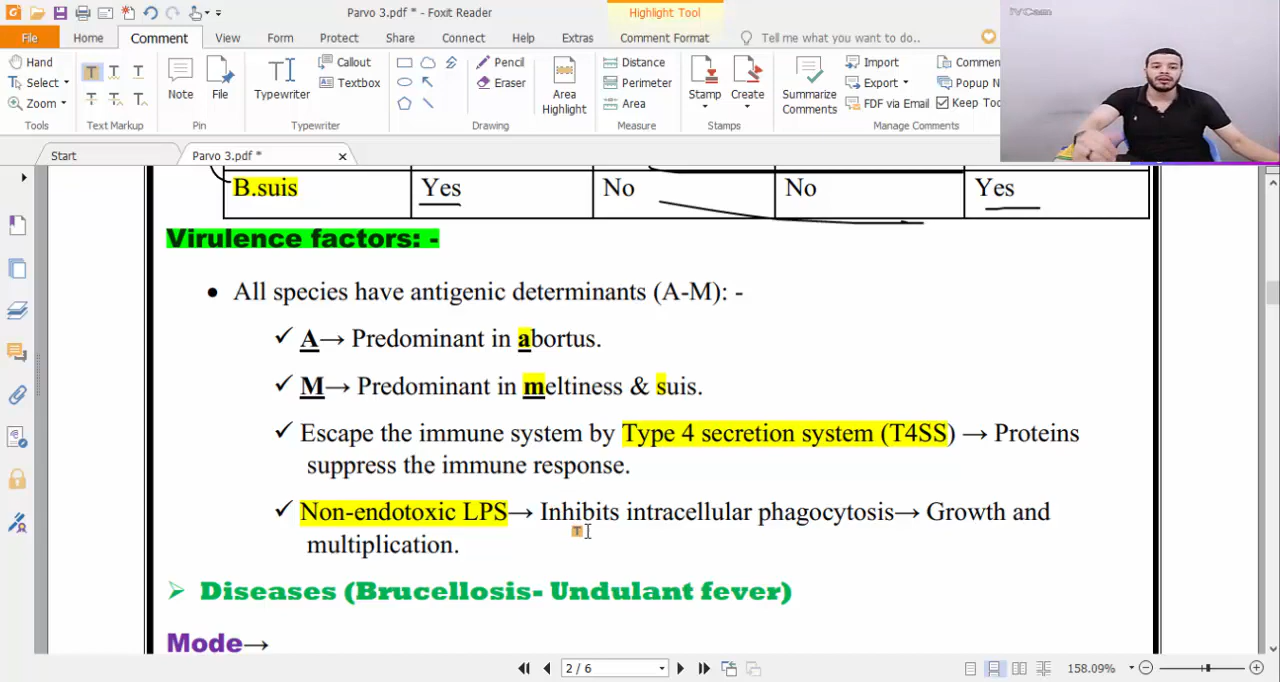 Parvo 3.pdf * - Foxit Reader
Highlight Tool
iVCam
File Home Comment View Form Protect Share Connect Help Extras Comment Format Tell me what you want to do..
Hand
Select
Zoom
Tools
T T T
T T T
Text Markup
Note
File
Pin
Typewriter
Callout
Textbox
Typewriter
Pencil
Eraser
Drawing
Area Highlight
Distance
Perimeter
Area
Measure
Stamp
Create
Stamps
Summarize Comments
Import
Export
FDF via Email
Commen
Popup N
Keep Too
Manage Comments
Start
Parvo 3.pdf *
B.suis Yes No No Yes
Virulence factors: -
• All species have antigenic determinants (A-M): -
✓ A→ Predominant in abortus.
✓ M→ Predominant in meltiness & suis.
✓ Escape the immune system by Type 4 secretion system (T4SS) → Proteins
suppress the immune response.
✓ Non-endotoxic LPS→ Inhibits intracellular phagocytosis→ Growth and
multiplication.
➢ Diseases (Brucellosis- Undulant fever)
Mode→
2 / 6
158.09%